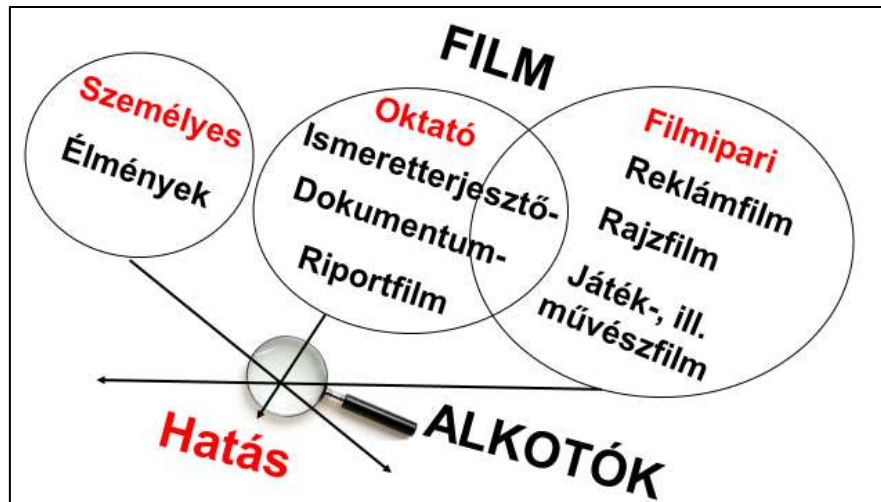 FILM
Személyes
Élmények
Oktató
Ismeretterjesztő-
Dokumentum-
Riportfilm
Filmipari
Reklámfilm
Rajzfilm
Játék-, ill.
művészfilm
Hatás
ALKOTÓK